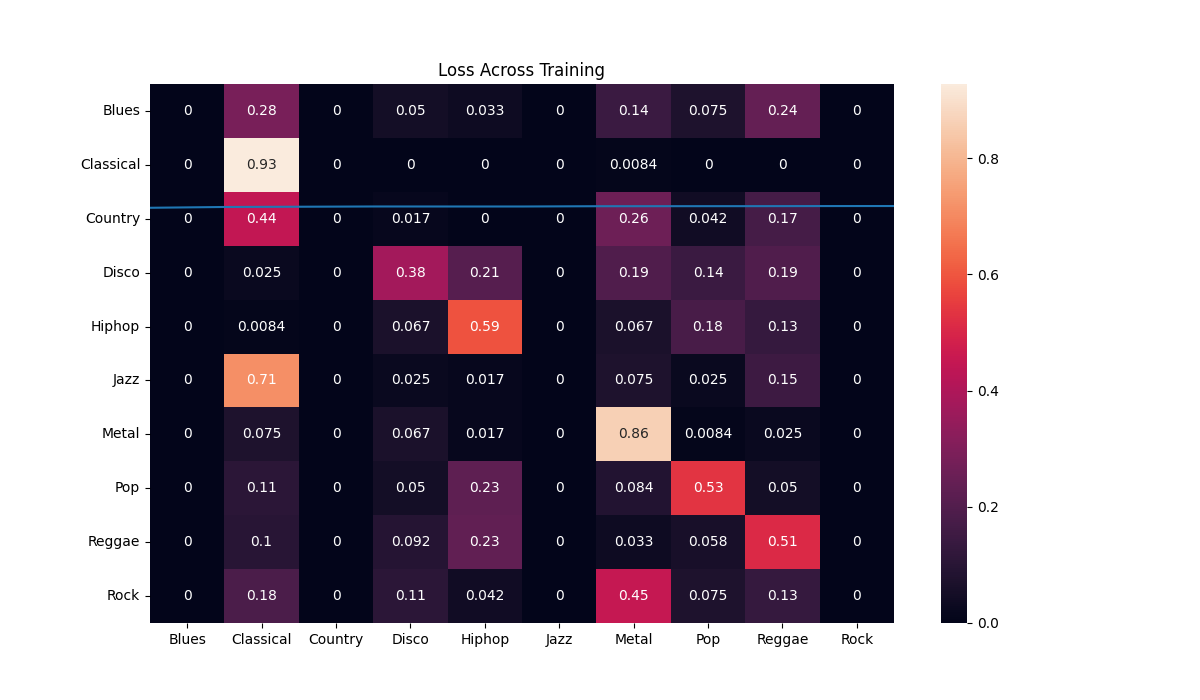 Loss Across Training
Blues 0 0.28 0 0.05 0.033 0 0.14 0.075 0.24 0
Classical 0 0.93 0 0 0 0 0.0084 0 0 0
Country 0 0.44 0 0.017 0 0 0.26 0.042 0.17 0
Disco 0 0.025 0 0.38 0.21 0 0.19 0.14 0.19 0
Hiphop 0 0.0084 0 0.067 0.59 0 0.067 0.18 0.13 0
Jazz 0 0.71 0 0.025 0.017 0 0.075 0.025 0.15 0
Metal 0 0.075 0 0.067 0.017 0 0.86 0.0084 0.025 0
Pop 0 0.11 0 0.05 0.23 0 0.084 0.53 0.05 0
Reggae 0 0.1 0 0.092 0.23 0 0.033 0.058 0.51 0
Rock 0 0.18 0 0.11 0.042 0 0.45 0.075 0.13 0
Blues Classical Country Disco Hiphop Jazz Metal Pop Reggae Rock
0.8
0.6
0.4
0.2
0.0